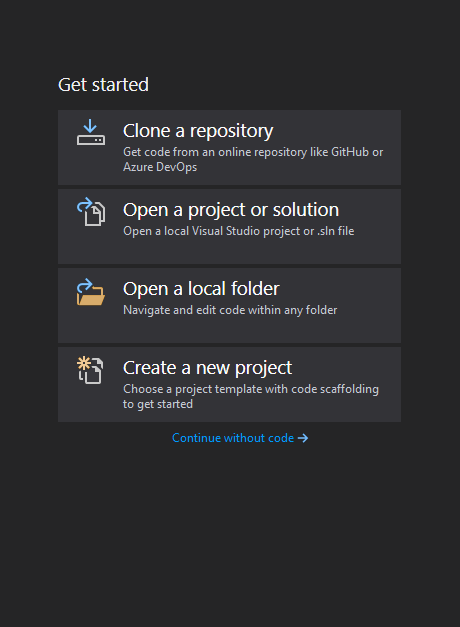 Get started
Clone a repository
Get code from an online repository like GitHub or
Azure DevOps
Open a project or solution
Open a local Visual Studio project or .sln file
Open a local folder
Navigate and edit code within any folder
Create a new project
Choose a project template with code scaffolding
to get started
Continue without code →